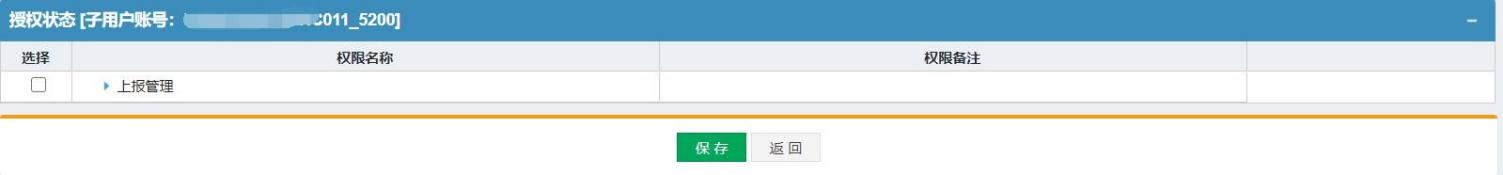 授权状态 [子用户账号: C011_5200]
选择 权限名称 权限备注
上报管理
保存 返回